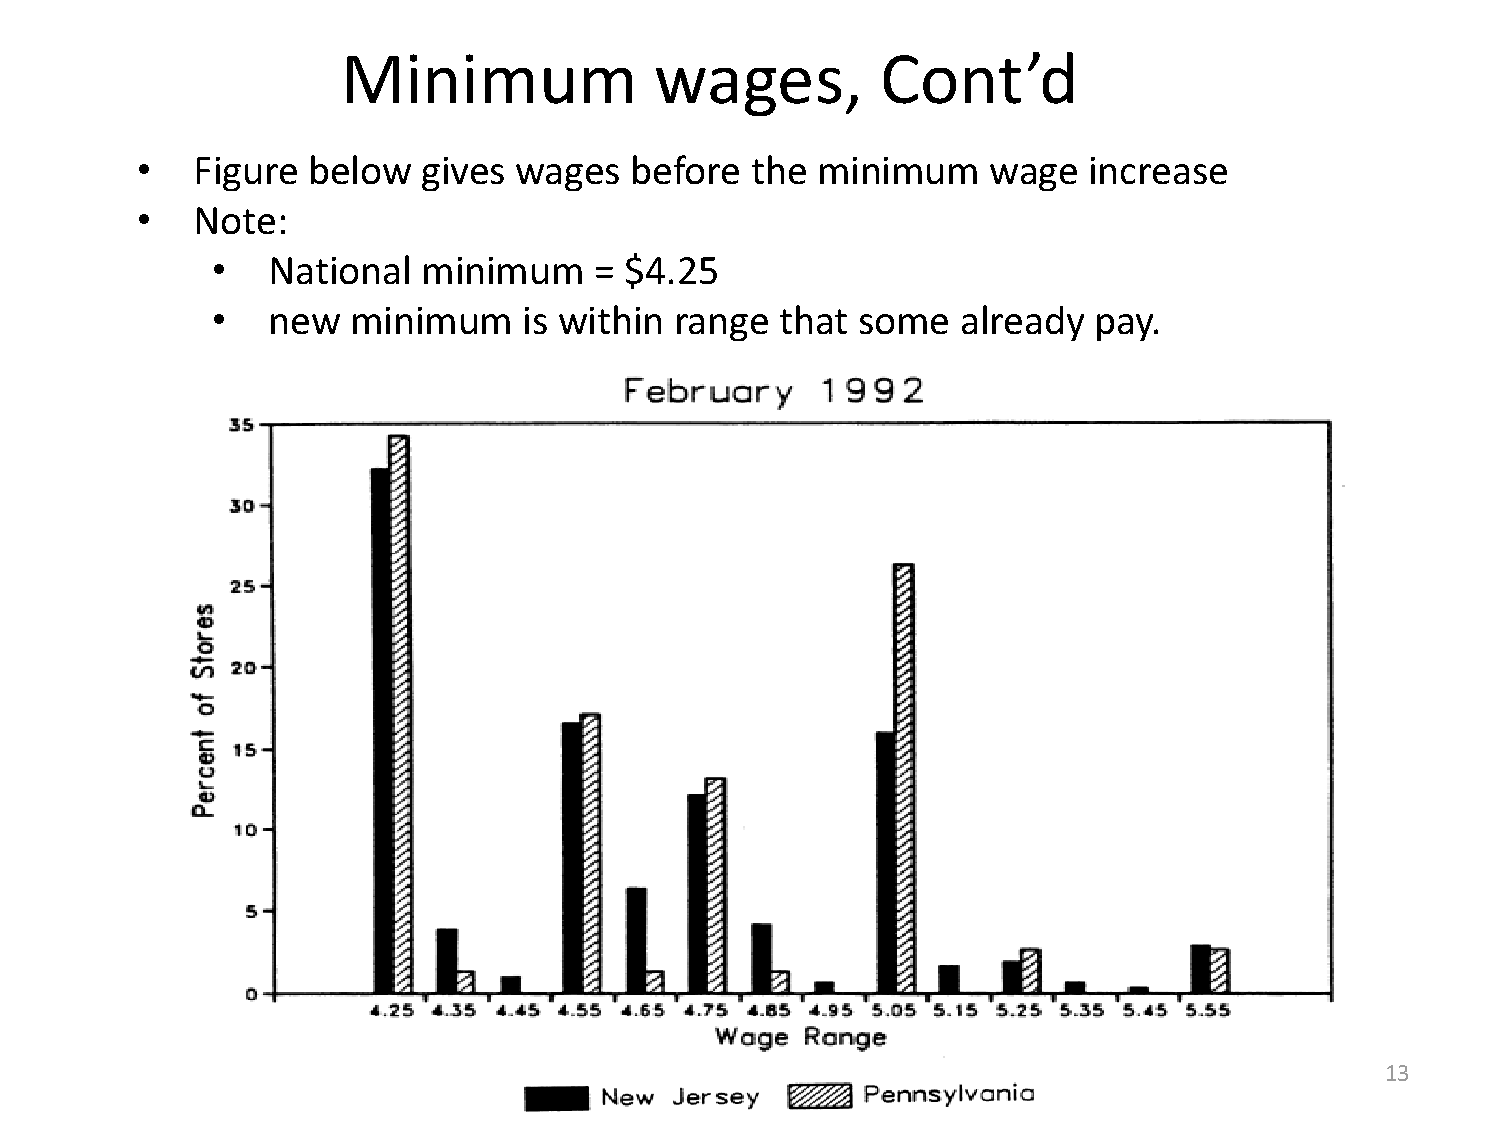 Minimum wages, Cont’d
• Figure below gives wages before the minimum wage increase
• Note:
• National minimum = $4.25
• new minimum is within range that some already pay.
February 1992
35
30
25
20
15
10
5
0
Percent of Stores
4.25 4.35 4.45 4.55 4.65 4.75 4.85 4.95 5.05 5.15 5.25 5.35 5.45 5.55
Wage Range
13
New Jersey Pennsylvania